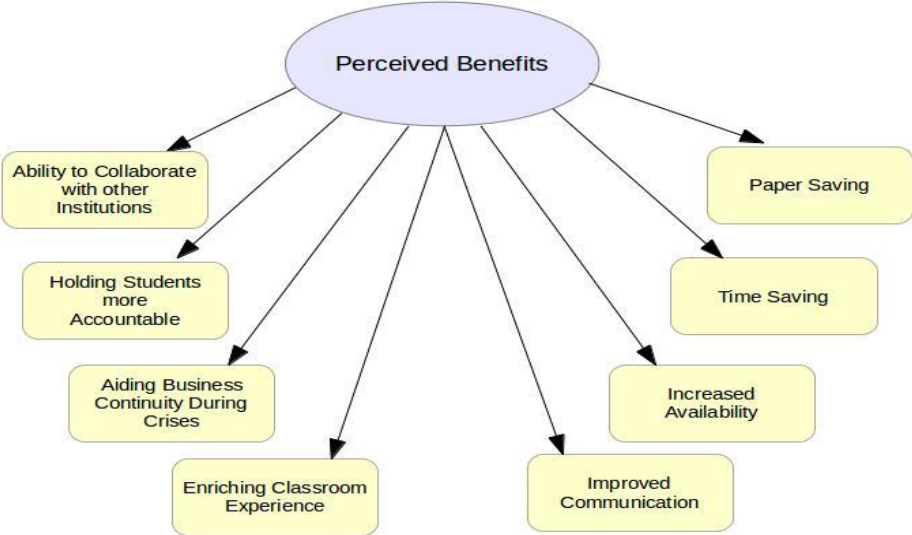 Perceived Benefits
Ability to Collaborate
with other
Institutions
Paper Saving
Holding Students
more
Accountable
Time Saving
Aiding Business
Continuity During
Crises
Increased
Availability
Enriching Classroom
Experience
Improved
Communication